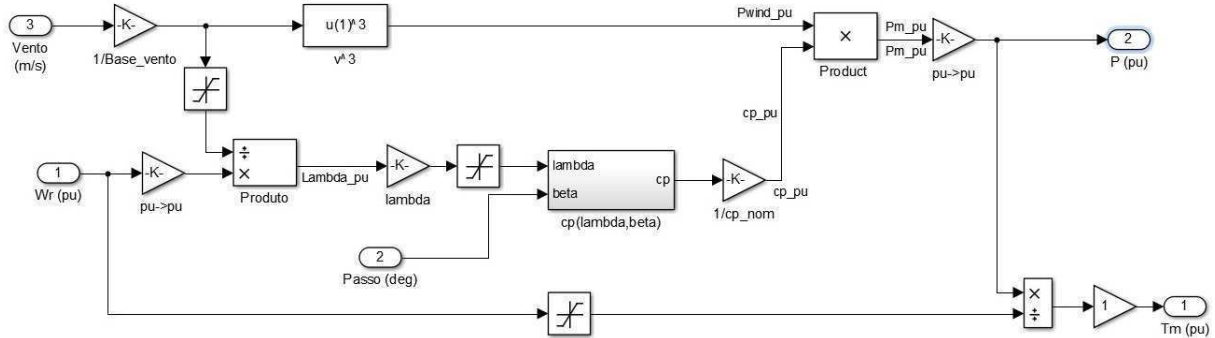 3
Vento
(m/s)
-K-
1/Base_vento
u(1)^3
v^3
Pwind_pu
×
Product
Pm_pu
Pm_pu
-K-
pu->pu
2
P (pu)
cp_pu
÷
×
Produto
1
Wr (pu)
-K-
pu->pu
Lambda_pu
-K-
lambda
lambda
beta
cp
cp(lambda,beta)
-K-
1/cp_nom
cp_pu
2
Passo (deg)
×
÷
1
1
Tm (pu)